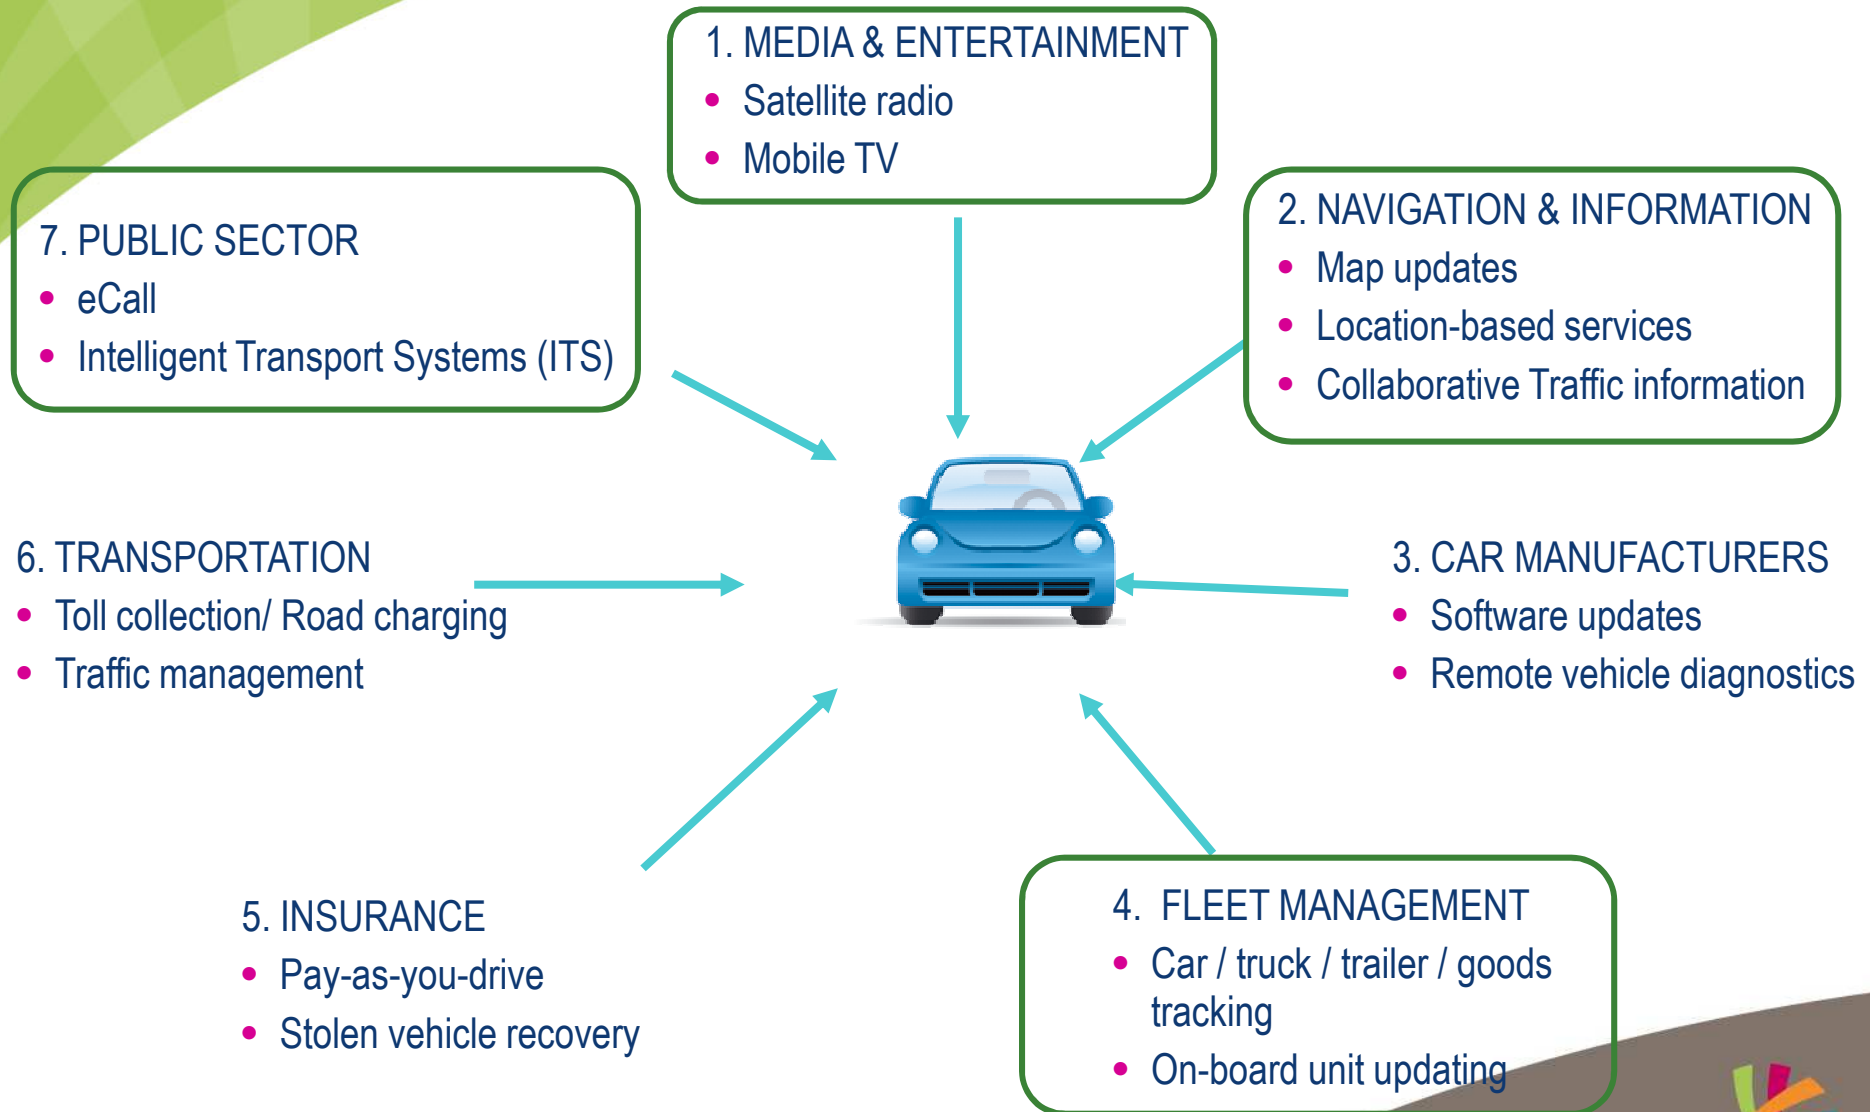 1. MEDIA & ENTERTAINMENT
• Satellite radio
• Mobile TV
2. NAVIGATION & INFORMATION
• Map updates
• Location-based services
• Collaborative Traffic information
3. CAR MANUFACTURERS
• Software updates
• Remote vehicle diagnostics
4. FLEET MANAGEMENT
• Car / truck / trailer / goods
tracking
• On-board unit updating
5. INSURANCE
• Pay-as-you-drive
• Stolen vehicle recovery
6. TRANSPORTATION
• Toll collection/ Road charging
• Traffic management
7. PUBLIC SECTOR
• eCall
• Intelligent Transport Systems (ITS)